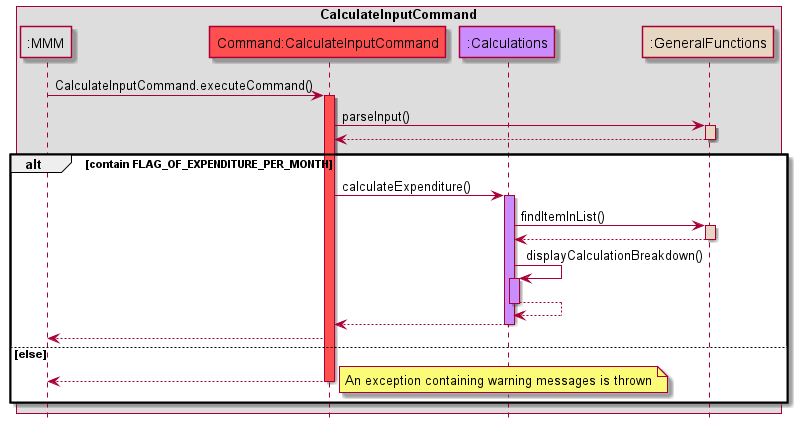 CalculateInputCommand
:MMM
Command:CalculateInputCommand
:Calculations
:GeneralFunctions
CalculateInputCommand.executeCommand()
parseInput()
alt
[contain FLAG_OF_EXPENDITURE_PER_MONTH]
calculateExpenditure()
findItemInList()
displayCalculationBreakdown()
[else]
An exception containing warning messages is thrown